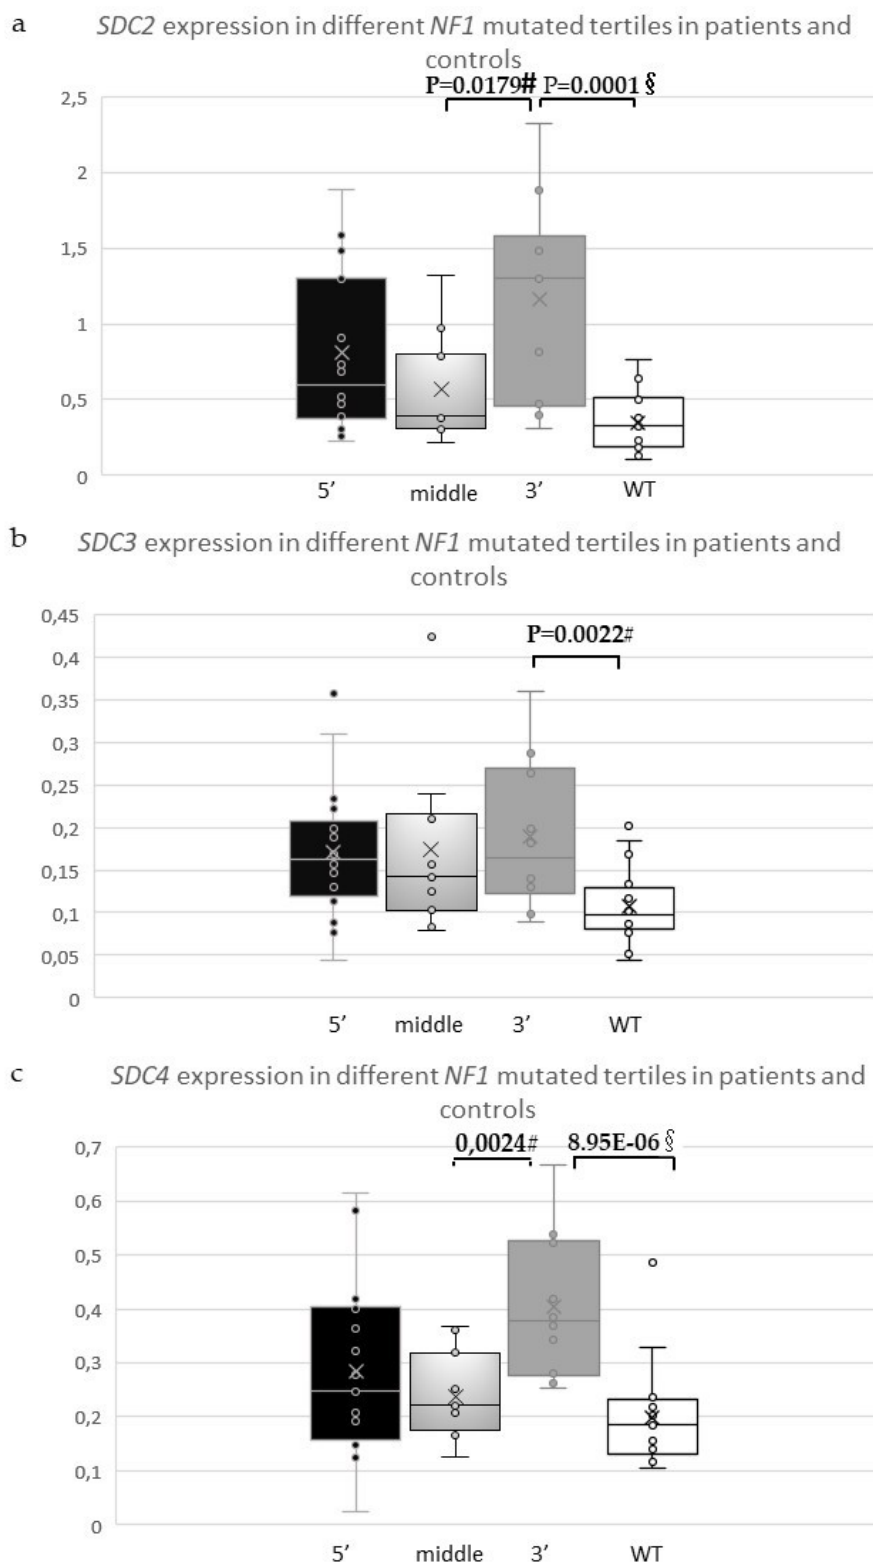 a
SDC2 expression in different NF1 mutated tertiles in patients and
controls
P=0.0179# P=0.0001 §
2,5
2
1,5
1
0,5
0
5’ middle 3’ WT
b
SDC3 expression in different NF1 mutated tertiles in patients and
controls
P=0.0022#
0,45
0,4
0,35
0,3
0,25
0,2
0,15
0,1
0,05
0
5’ middle 3’ WT
c
SDC4 expression in different NF1 mutated tertiles in patients and
controls
0,0024# 8.95E-06 §
0,7
0,6
0,5
0,4
0,3
0,2
0,1
0
5’ middle 3’ WT